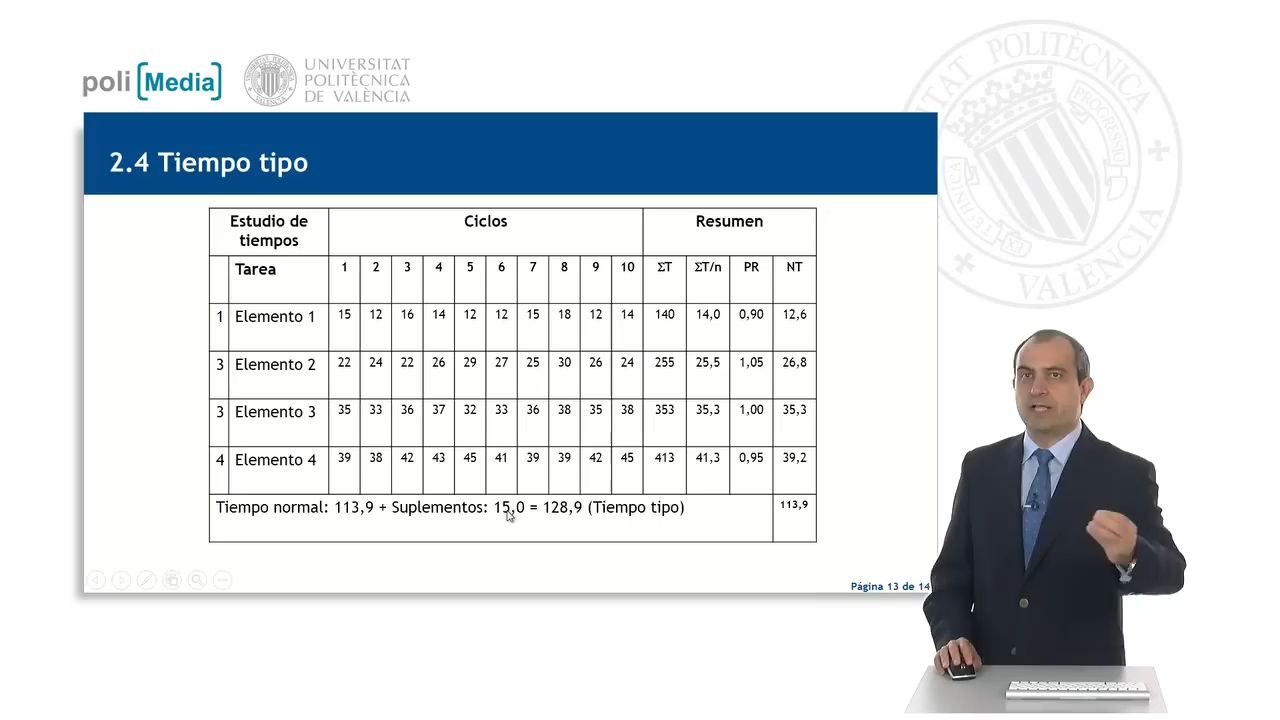 poli [Media]
UNIVERSITAT
POLITÈCNICA
DE VALÈNCIA
2.4 Tiempo tipo
Estudio de tiempos Ciclos Resumen
Tarea 1 2 3 4 5 6 7 8 9 10 ΣT ΣT/n PR NT
1 Elemento 1 15 12 16 14 12 12 15 18 12 14 140 14,0 0,90 12,6
3 Elemento 2 22 24 22 26 29 27 25 30 26 24 255 25,5 1,05 26,8
3 Elemento 3 35 33 36 37 32 33 36 38 35 38 353 35,3 1,00 35,3
4 Elemento 4 39 38 42 43 45 41 39 39 42 45 413 41,3 0,95 39,2
Tiempo normal: 113,9 + Suplementos: 15,0 = 128,9 (Tiempo tipo) 113,9
Página 13 de 14
POLITÈCNICA
VALÈNCIA